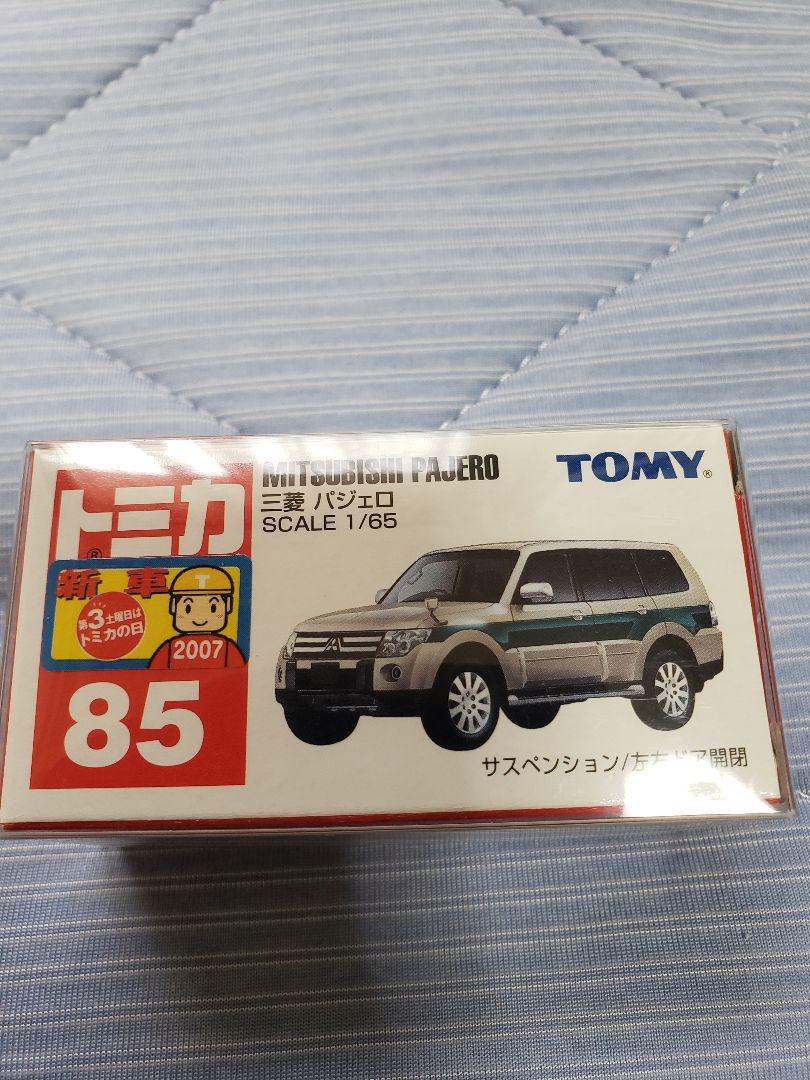 トミカ®
新車
第3土曜日は
トミカの日
T
2007
85
MITSUBISHI PAJERO
三菱 パジェロ
SCALE 1/65
TOMY®
サスペンション/左右ドア開閉